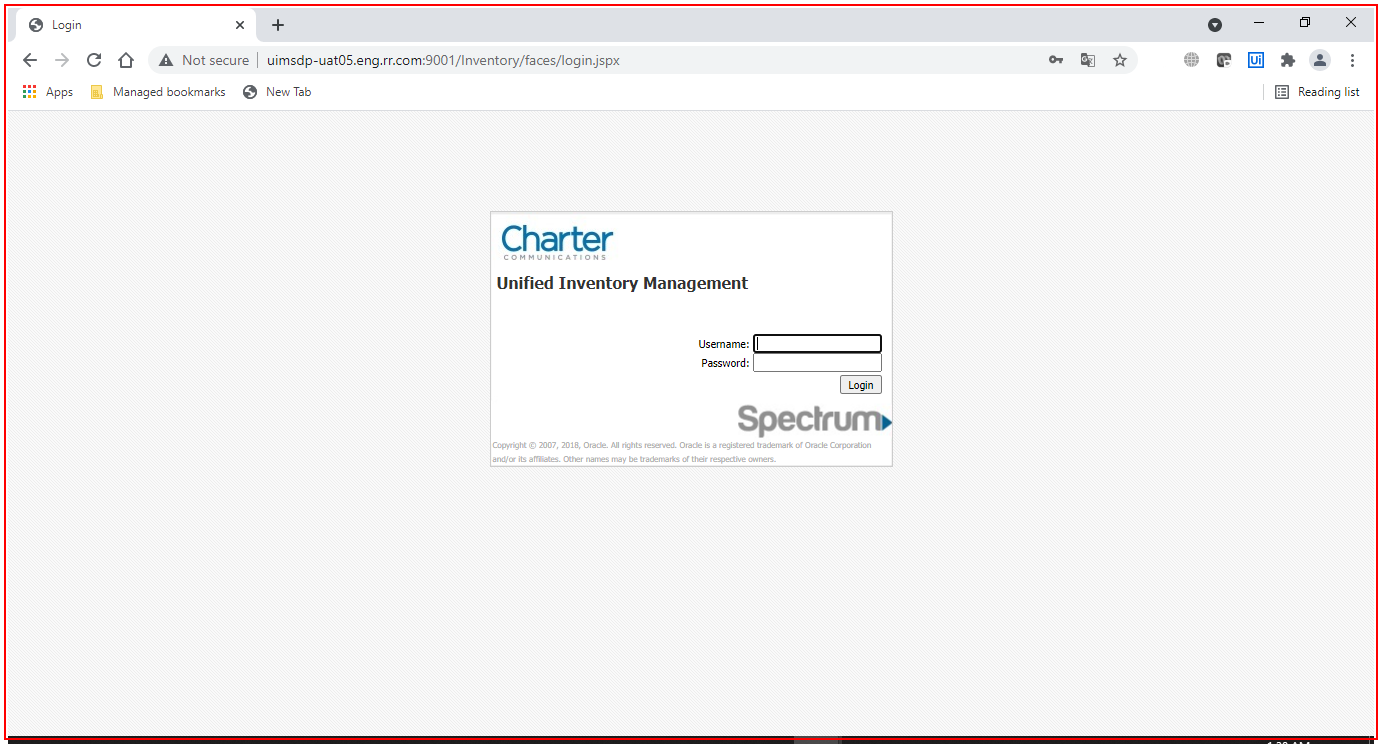 Login
Not secure uimsdp-uat05.eng.rr.com:9001/Inventory/faces/login.jspx
Ui
Apps Managed bookmarks New Tab Reading list
Charter
COMMUNICATIONS
Unified Inventory Management
Username:
Password:
Login
Spectrum
Copyright © 2007, 2018, Oracle. All rights reserved. Oracle is a registered trademark of Oracle Corporation
and/or its affiliates. Other names may be trademarks of their respective owners.